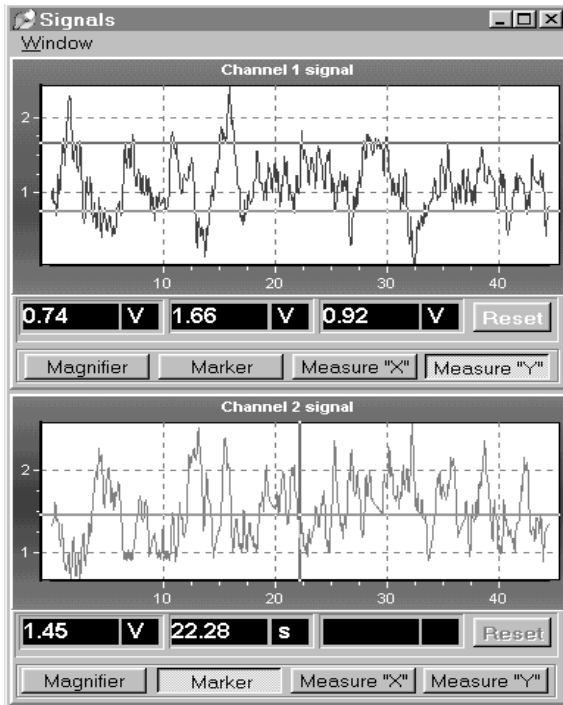 Signals
Window
Channel 1 signal
2
1
10 20 30 40
0.74 V 1.66 V 0.92 V Reset
Magnifier Marker Measure "X" Measure "Y"
Channel 2 signal
2
1
10 20 30 40
1.45 V 22.28 s Reset
Magnifier Marker Measure "X" Measure "Y"